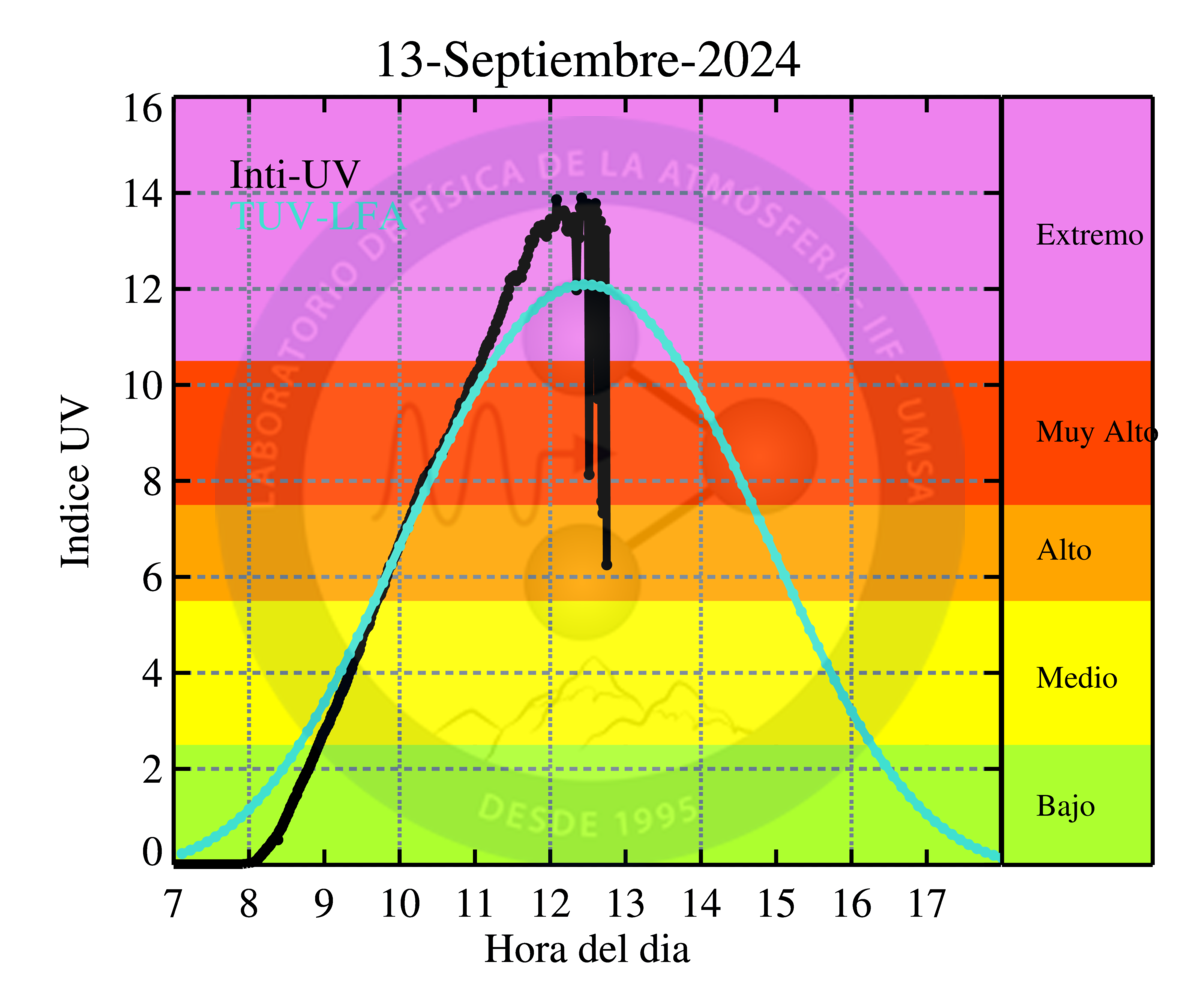 13-Septiembre-2024
16
14
12
10
8
6
4
2
0
Indice UV
Inti-UV
TUV-LFA
LABORATORIO DE FÍSICA DE LA ATMÓSFERA - IIF - UMSA
DESDE 1995
Extremo
Muy Alto
Alto
Medio
Bajo
7 8 9 10 11 12 13 14 15 16 17
Hora del dia